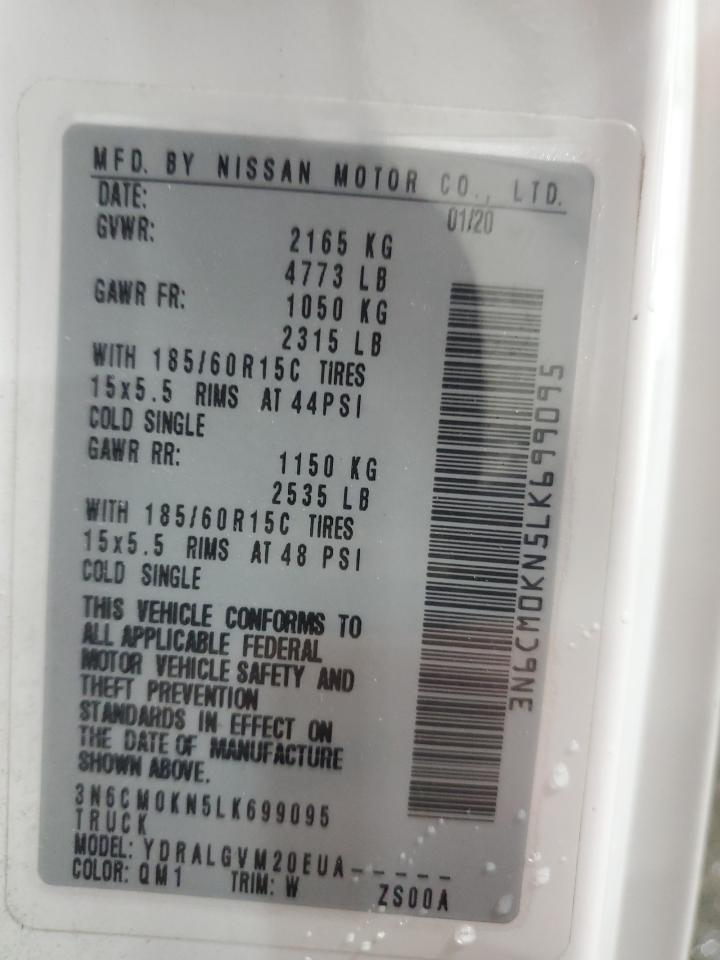 MFD. BY NISSAN MOTOR CO., LTD.
DATE: 01/20
GVWR: 2165 KG
4773 LB
GAWR FR: 1050 KG
2315 LB
WITH 185/60R15C TIRES
15x5.5 RIMS AT 44PSI
COLD SINGLE
GAWR RR: 1150 KG
2535 LB
WITH 185/60R15C TIRES
15x5.5 RIMS AT 48 PSI
COLD SINGLE
THIS VEHICLE CONFORMS TO
ALL APPLICABLE FEDERAL
MOTOR VEHICLE SAFETY AND
THEFT PREVENTION
STANDARDS IN EFFECT ON
THE DATE OF MANUFACTURE
SHOWN ABOVE.
3N6CM0KN5LK699095
TRUCK
MODEL: YDRALGVM20EUA-----
COLOR: QM1 TRIM: W ZS00A
3N6CM0KN5LK699095